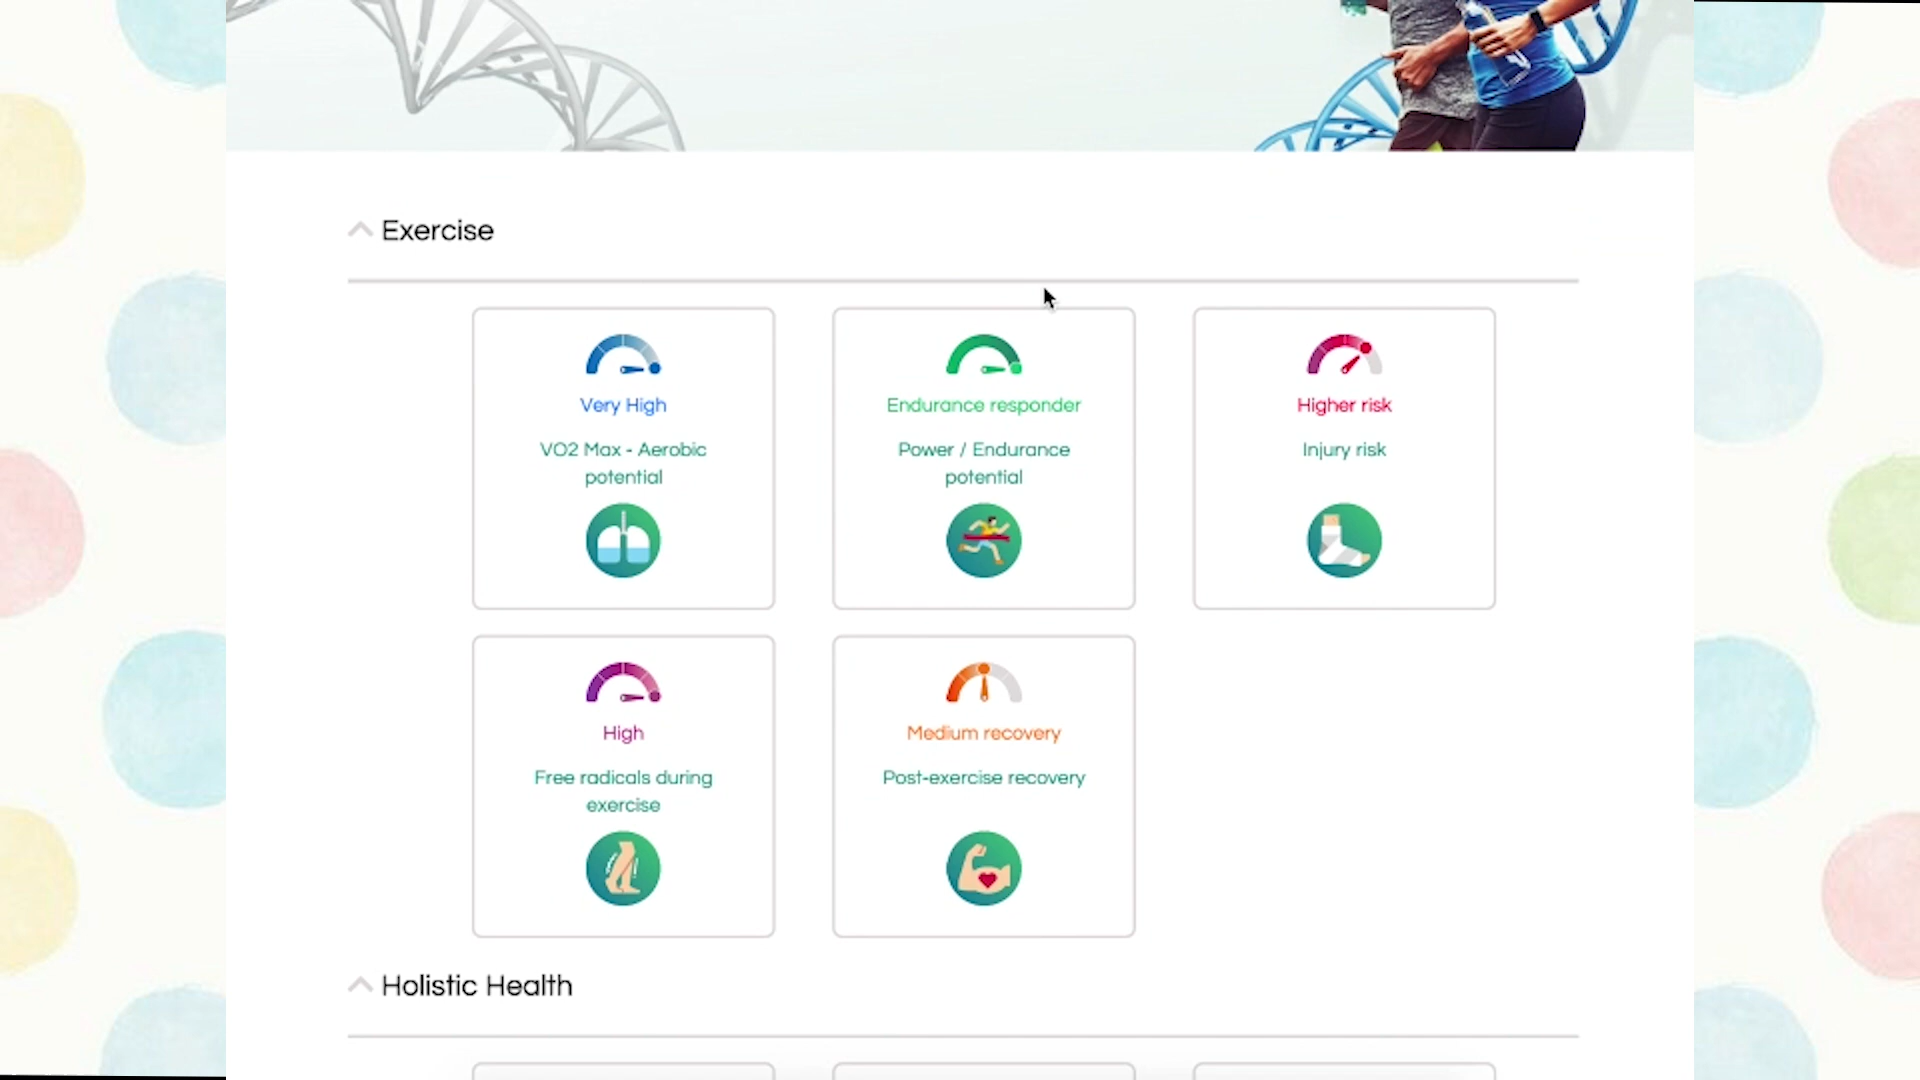 Exercise
Very High
VO2 Max - Aerobic
potential
Endurance responder
Power / Endurance
potential
Higher risk
Injury risk
High
Free radicals during
exercise
Medium recovery
Post-exercise recovery
Holistic Health